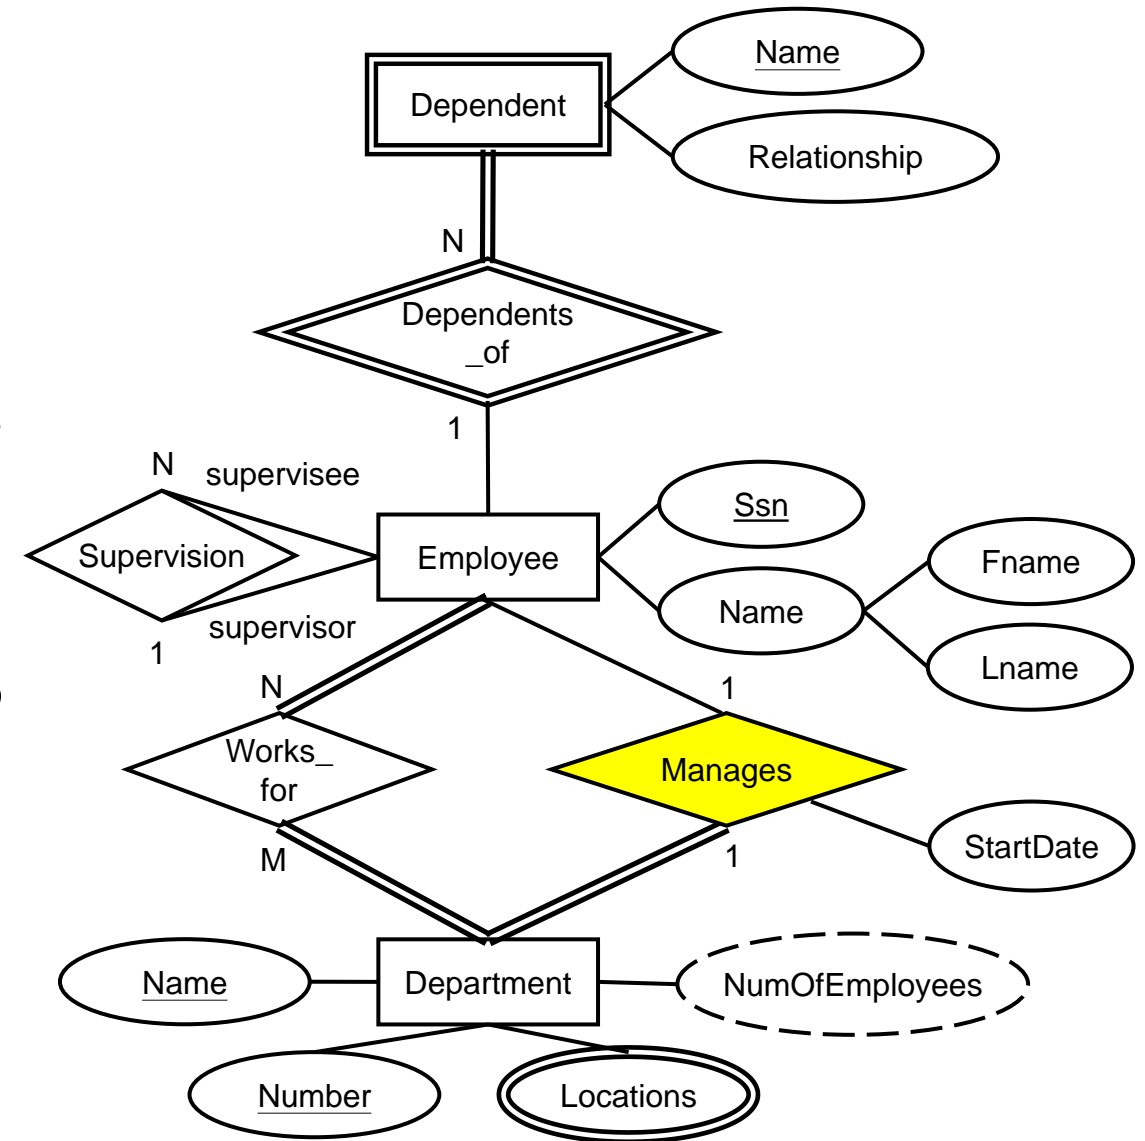 Name
Dependent
Relationship
N
Dependents
_of
1
N
supervisee
Ssn
Supervision
Employee
Fname
Name
supervisor
1
Lname
N
1
Works_
for
Manages
M
1
StartDate
Name
Department
NumOfEmployees
Number
Locations